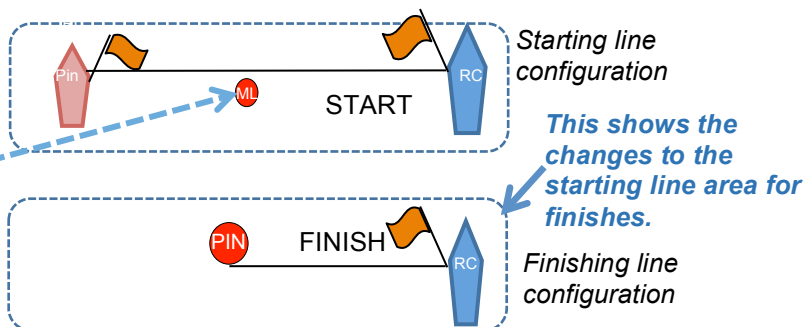 Pin
RC
ML
START
Starting line
configuration
This shows the
changes to the
starting line area for
finishes.
PIN
FINISH
RC
Finishing line
configuration